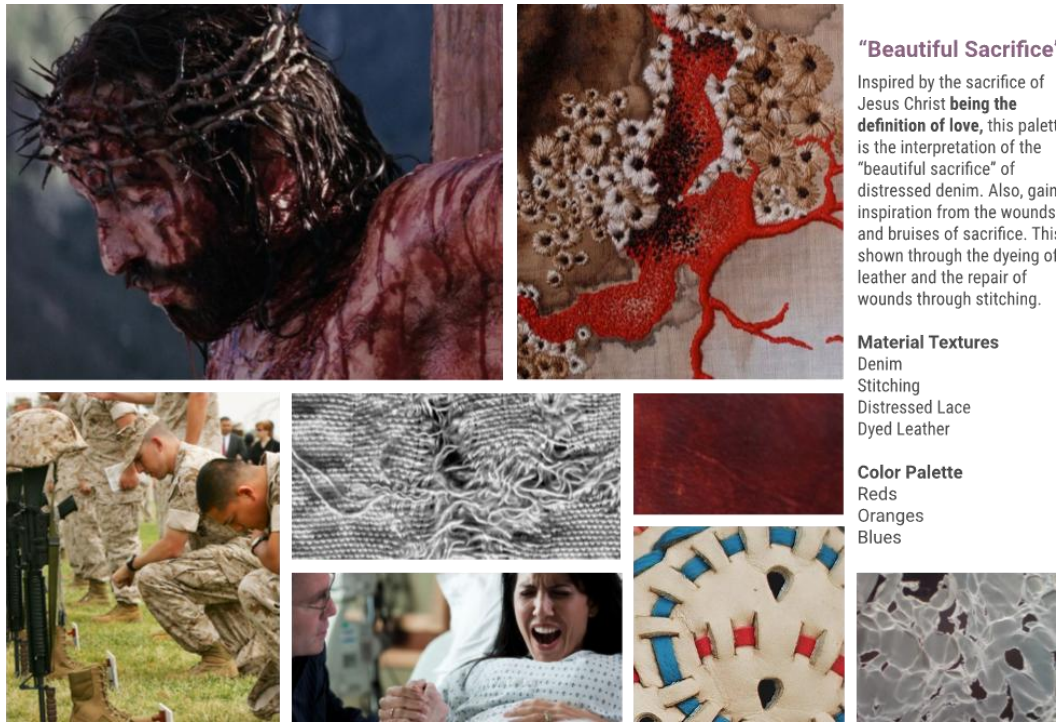 “Beautiful Sacrifice”
Inspired by the sacrifice of
Jesus Christ being the
definition of love, this palett
is the interpretation of the
“beautiful sacrifice” of
distressed denim. Also, gain
inspiration from the wounds
and bruises of sacrifice. This
shown through the dyeing of
leather and the repair of
wounds through stitching.
Material Textures
Denim
Stitching
Distressed Lace
Dyed Leather
Color Palette
Reds
Oranges
Blues